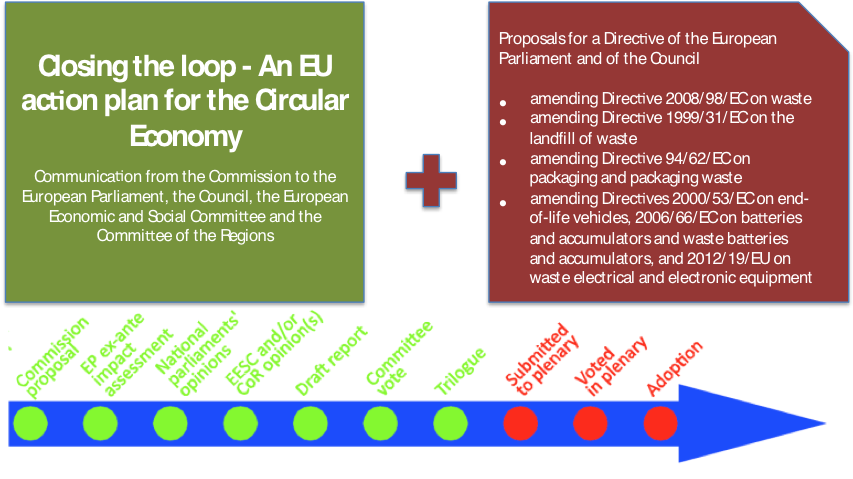 Closing the loop - An EU
action plan for the Circular
Economy
Communication from the Commission to the
European Parliament, the Council, the European
Economic and Social Committee and the
Committee of the Regions
Proposals for a Directive of the European
Parliament and of the Council
• amending Directive 2008/98/EC on waste
• amending Directive 1999/31/EC on the
landfill of waste
• amending Directive 94/62/EC on
packaging and packaging waste
• amending Directives 2000/53/EC on end-
of-life vehicles, 2006/66/EC on batteries
and accumulators and waste batteries
and accumulators, and 2012/19/EU on
waste electrical and electronic equipment
Commission
proposal
EP ex-ante
impact
assessment
National
parliaments'
opinions
EESC and/or
CoR opinion(s)
Draft report
Committee
vote
Trilogue
Submitted
to plenary
Voted
in plenary
Adoption